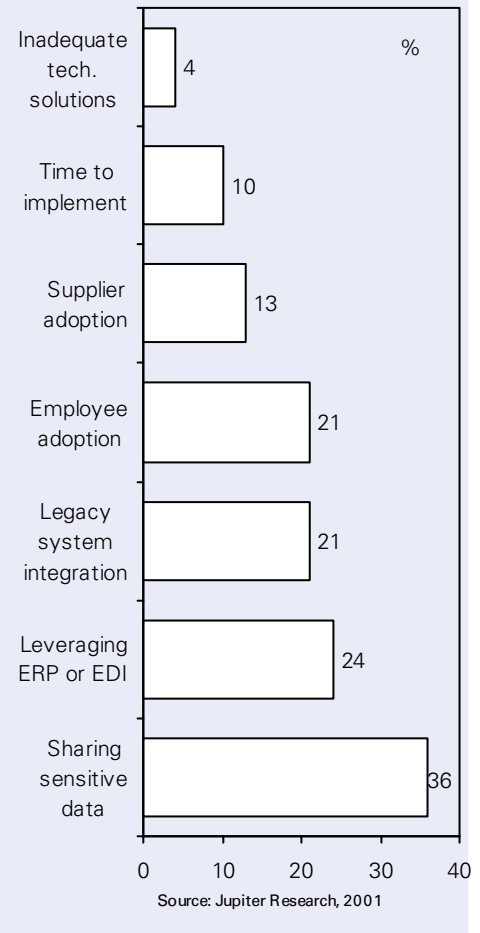 Inadequate
tech.
solutions
%
4
Time to
implement
10
Supplier
adoption
13
Employee
adoption
21
Legacy
system
integration
21
Leveraging
ERP or EDI
24
Sharing
sensitive
data
36
0 10 20 30 40
Source: Jupiter Research, 2001